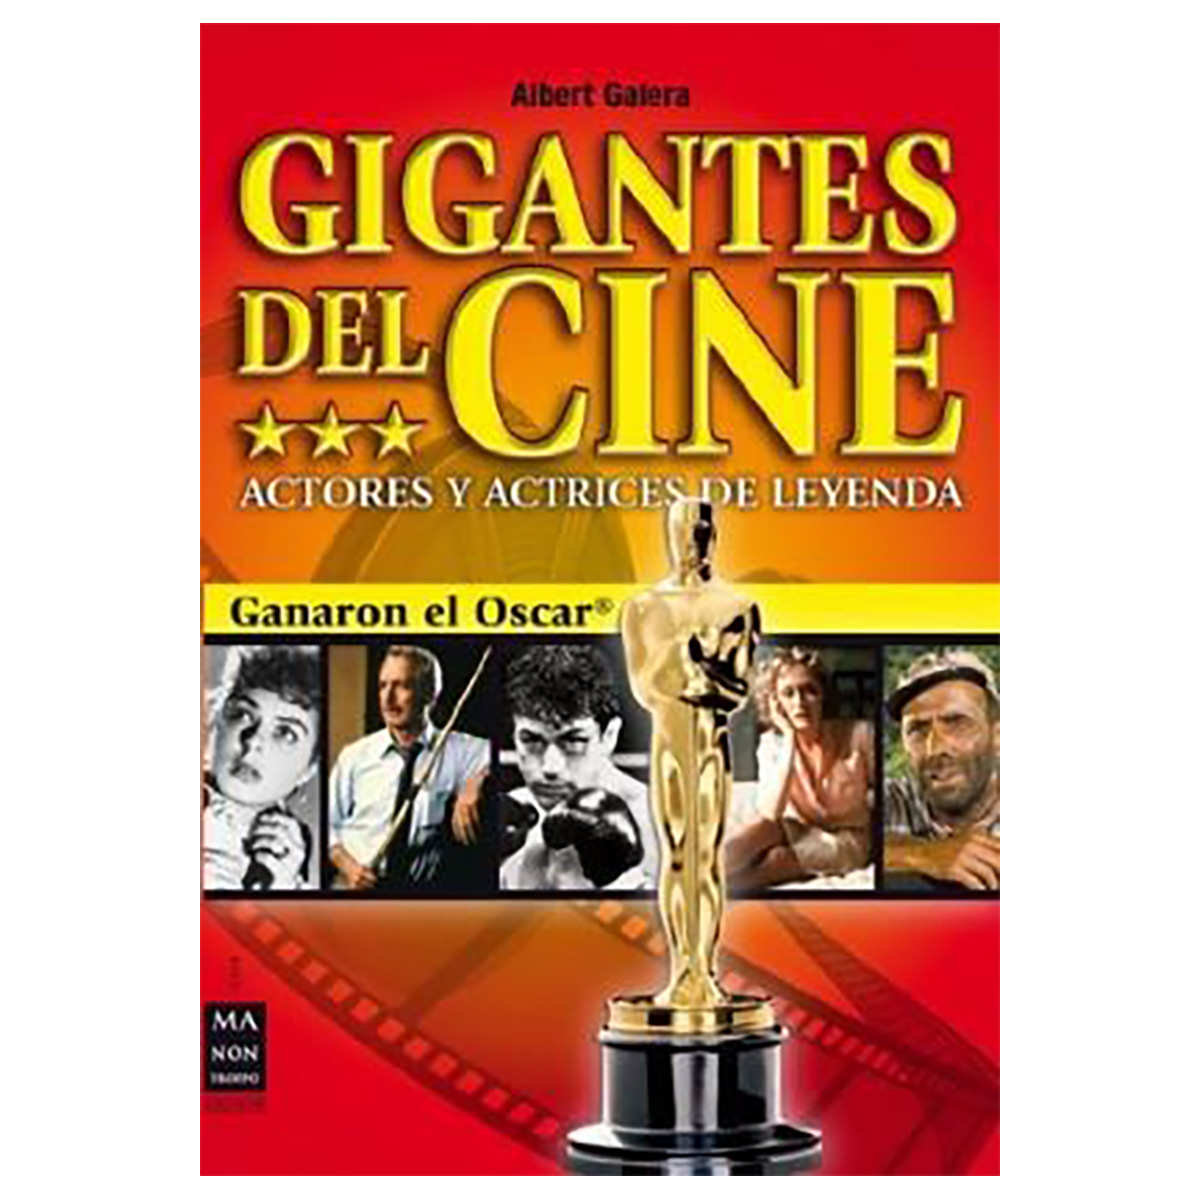 Albert Galera
GIGANTES
DEL CINE
ACTORES Y ACTRICES DE LEYENDA
Ganaron el Oscar®
MA
NON
TROPPO